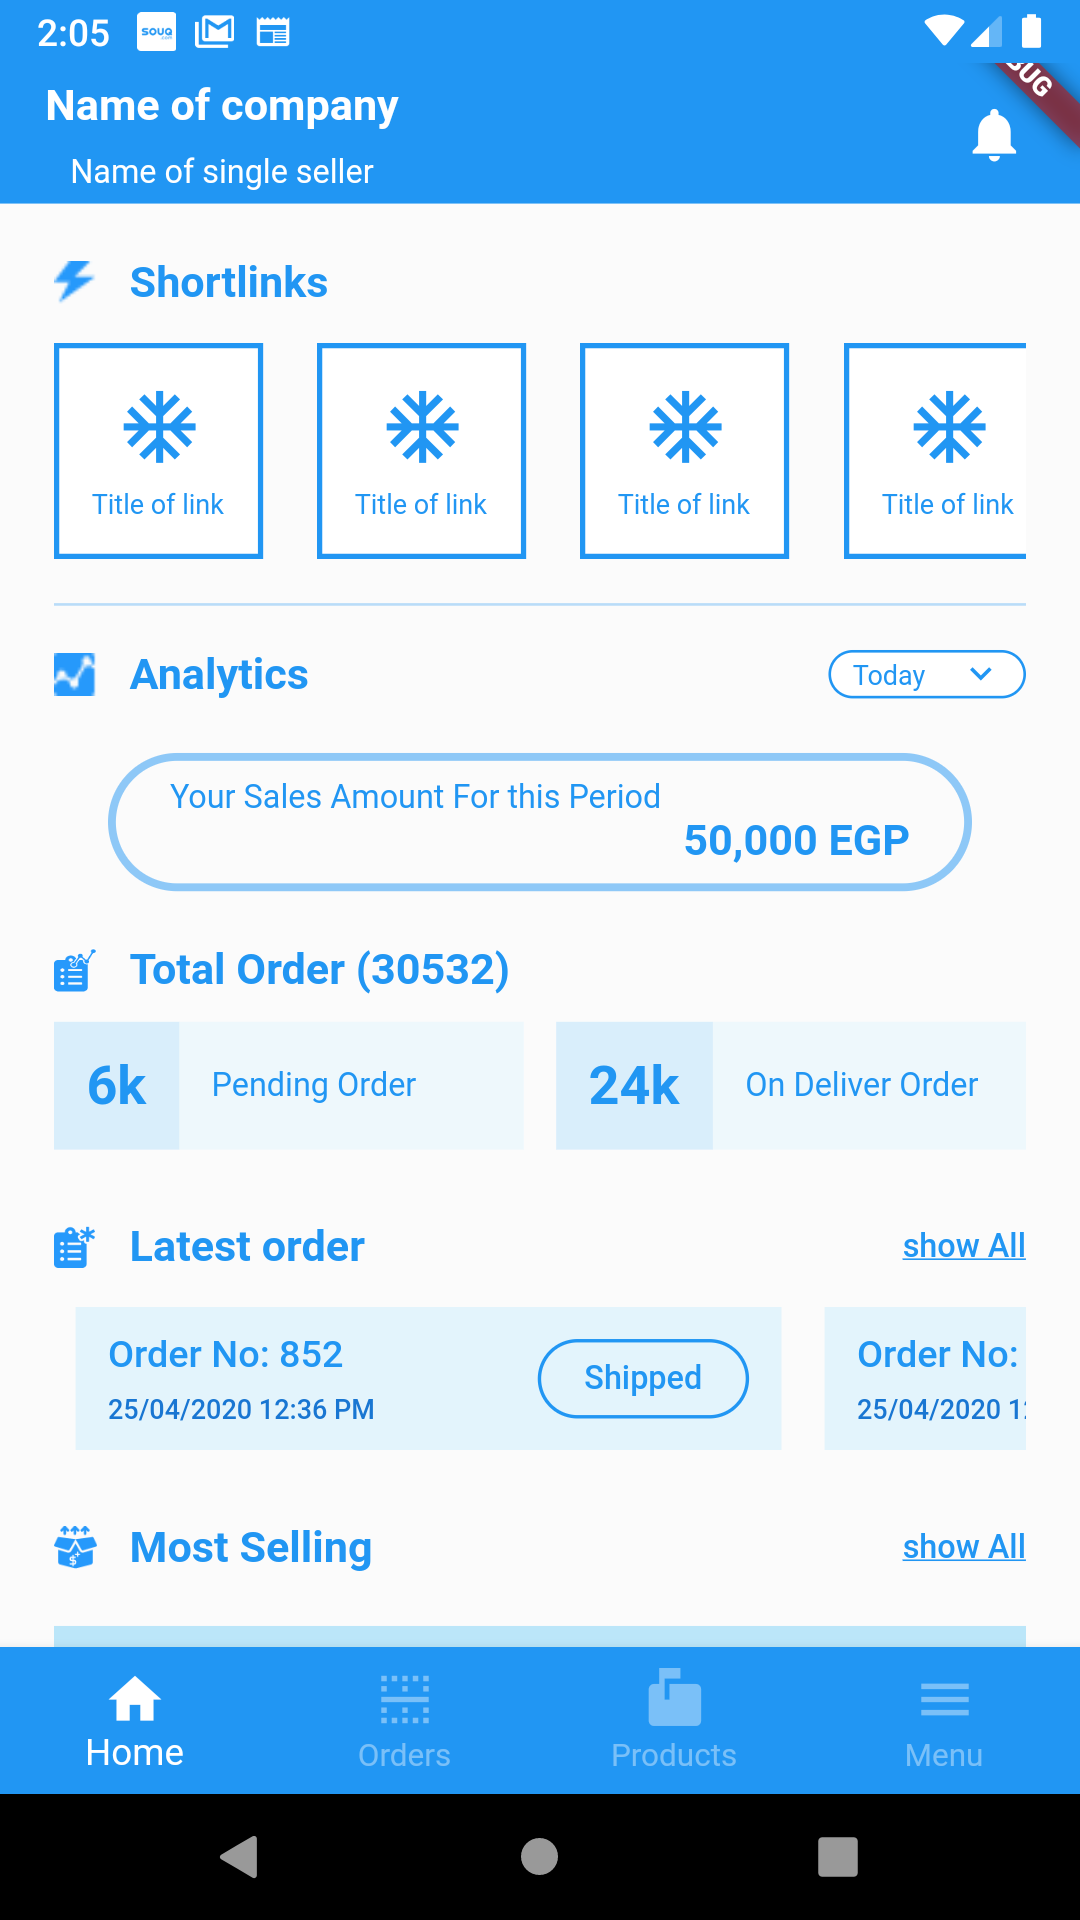 2:05
SOUQ
UG
Name of company
Name of single seller
Shortlinks
Title of link
Title of link
Title of link
Title of link
Analytics
Today
Your Sales Amount For this Period
50,000 EGP
Total Order (30532)
6k
Pending Order
24k
On Deliver Order
Latest order
show All
Order No: 852
Shipped
25/04/2020 12:36 PM
Order No:
25/04/2020 1
Most Selling
show All
Home
Orders
Products
Menu